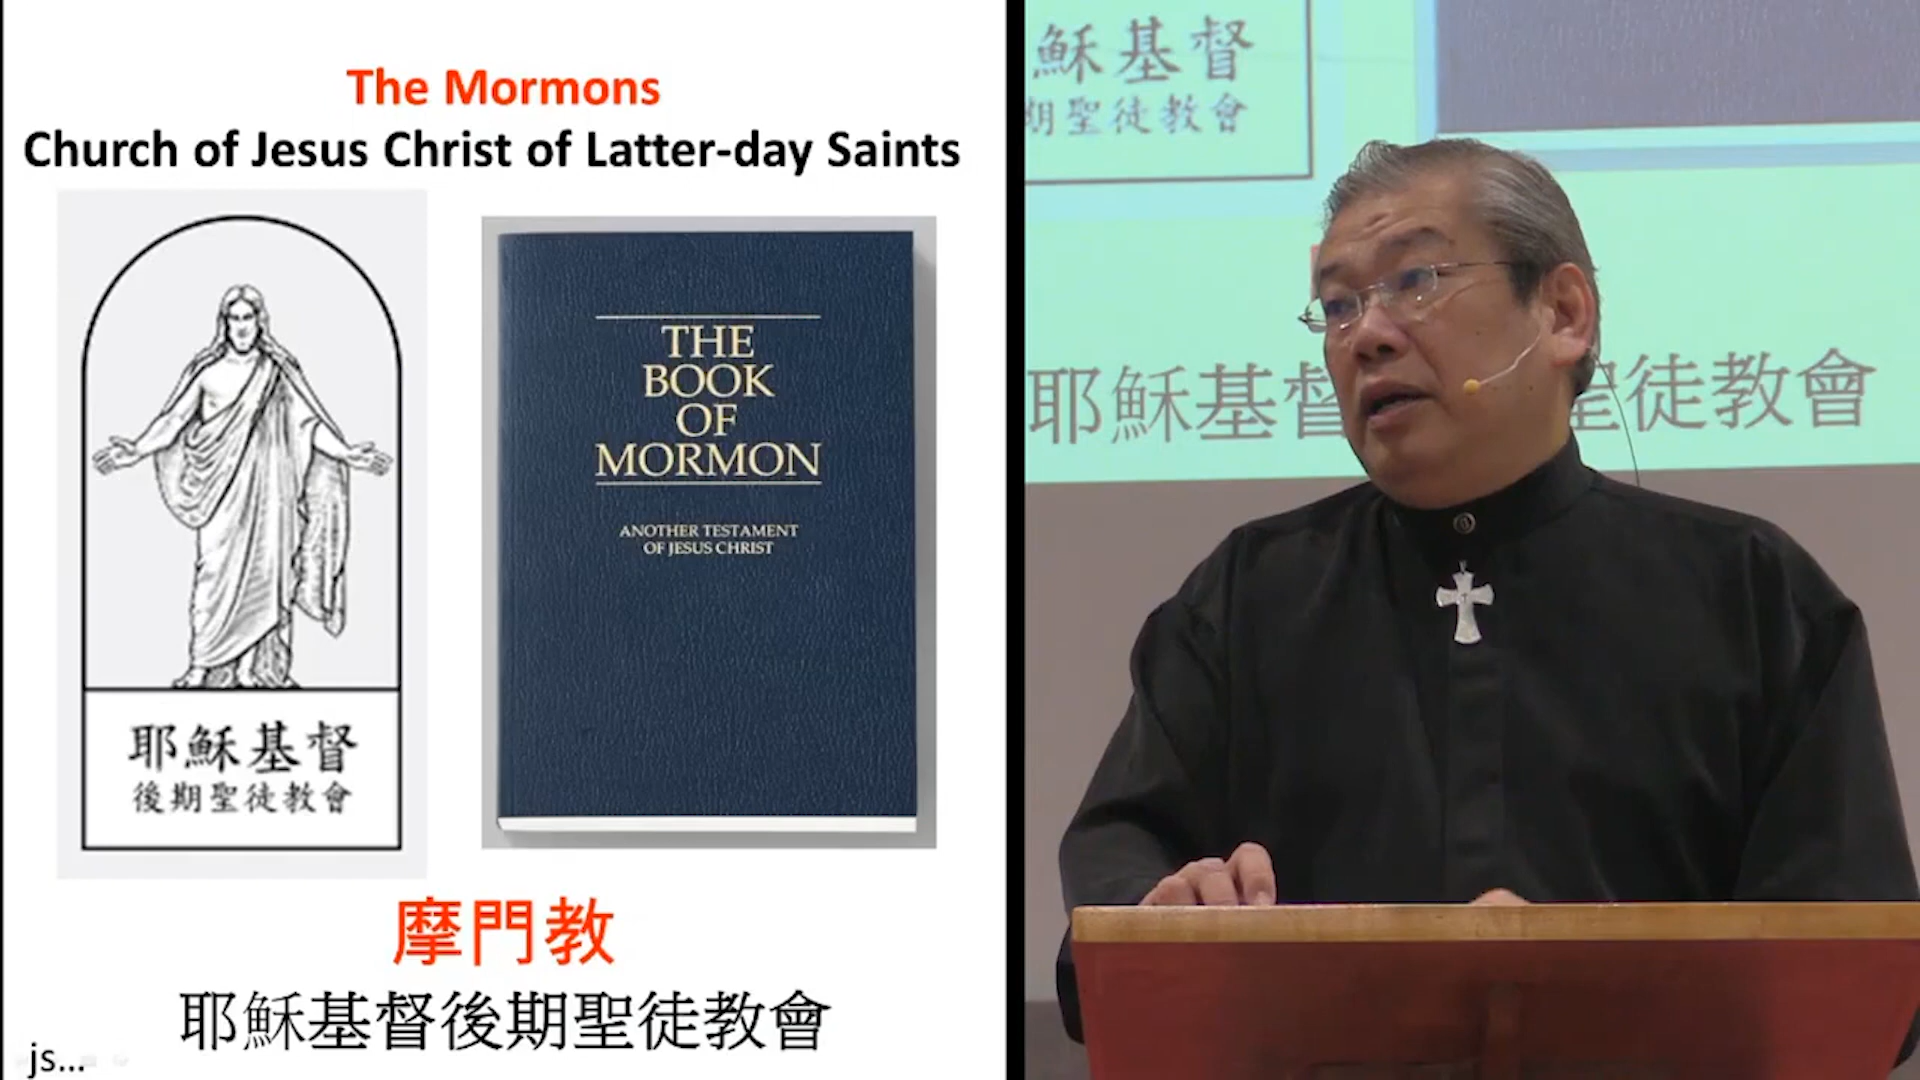 The Mormons
Church of Jesus Christ of Latter-day Saints
耶穌基督
後期聖徒教會
THE
BOOK
OF
MORMON
ANOTHER TESTAMENT
OF JESUS CHRIST
摩門教
耶穌基督後期聖徒教會
js...
穌基督
期聖徒教會
耶穌基督
聖徒教會